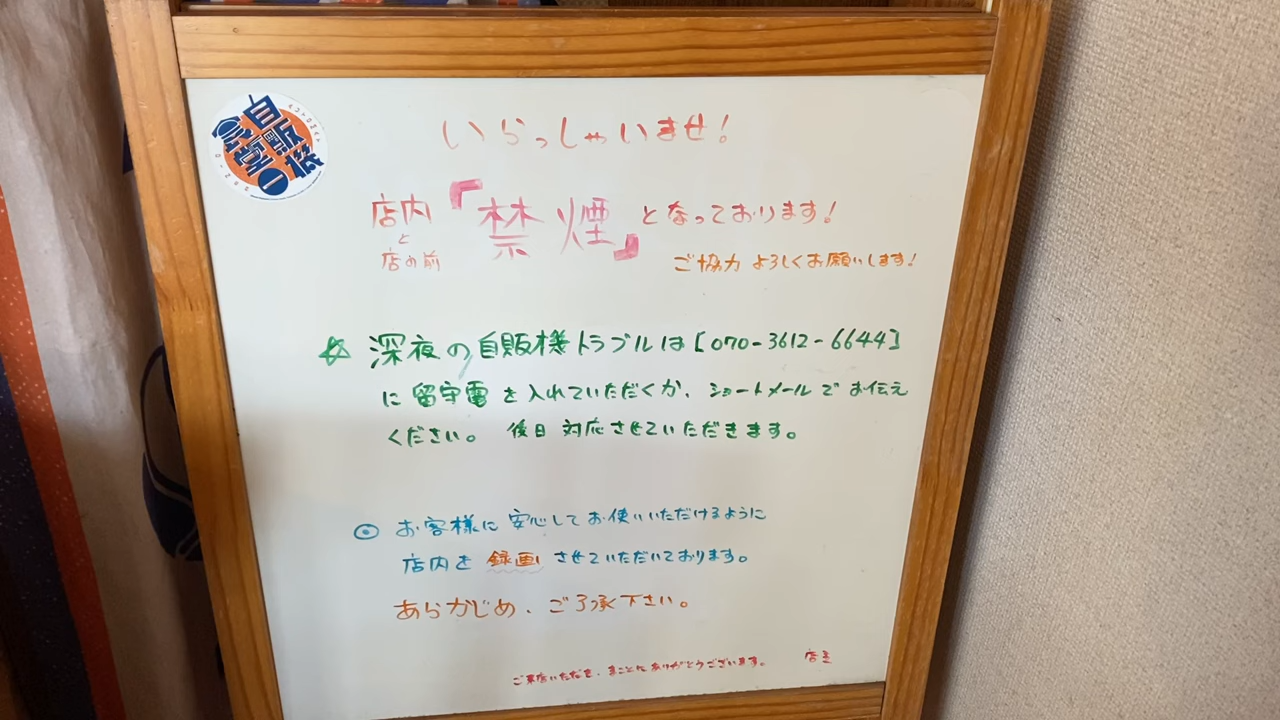 いらっしゃいませ!
店内と店の前『禁煙』となっております!
ご協力 よろしくお願いします!
☆ 深夜の自販機トラブルは[070-3612-6644]
に留守電を入れていただくか、ショートメールでお伝え
ください。 後日対応させていただきます。
⊙ お客様に安心してお使いいただけるように
店内を録画させていただいております。
あらかじめ、ご了承下さい。
ご来店いただき、まことにありがとうございます。 店主